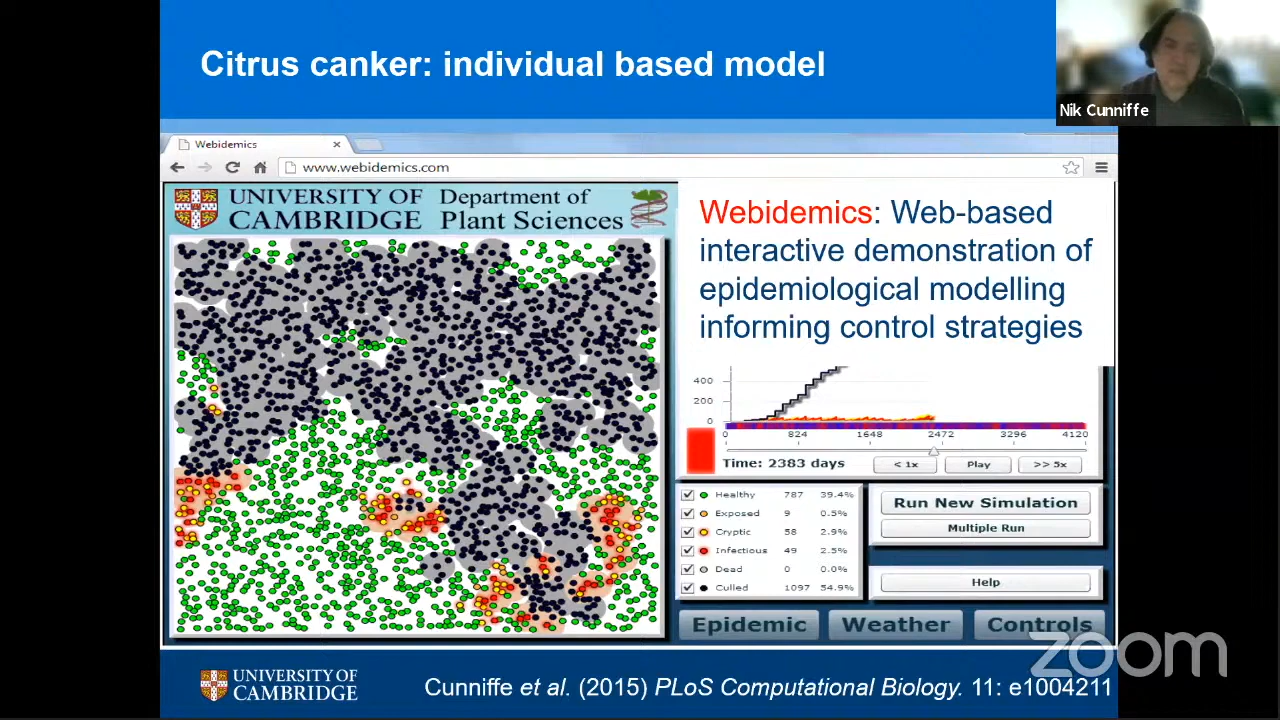 Citrus canker: individual based model
Nik Cunniffe
Webidemics
www.webidemics.com
UNIVERSITY OF
CAMBRIDGE
Department of
Plant Sciences
Webidemics: Web-based
interactive demonstration of
epidemiological modelling
informing control strategies
400
200
0
0 824 1648 2472 3296 4120
Time: 2383 days
< 1x
Play
>> 5x
Healthy 787 39.4%
Exposed 9 0.5%
Cryptic 58 2.9%
Infectious 49 2.5%
Dead 0 0.0%
Culled 1097 54.9%
Run New Simulation
Multiple Run
Help
Epidemic
Weather
Controls
zoom
UNIVERSITY OF
CAMBRIDGE
Cunniffe et al. (2015) PLoS Computational Biology. 11: e1004211